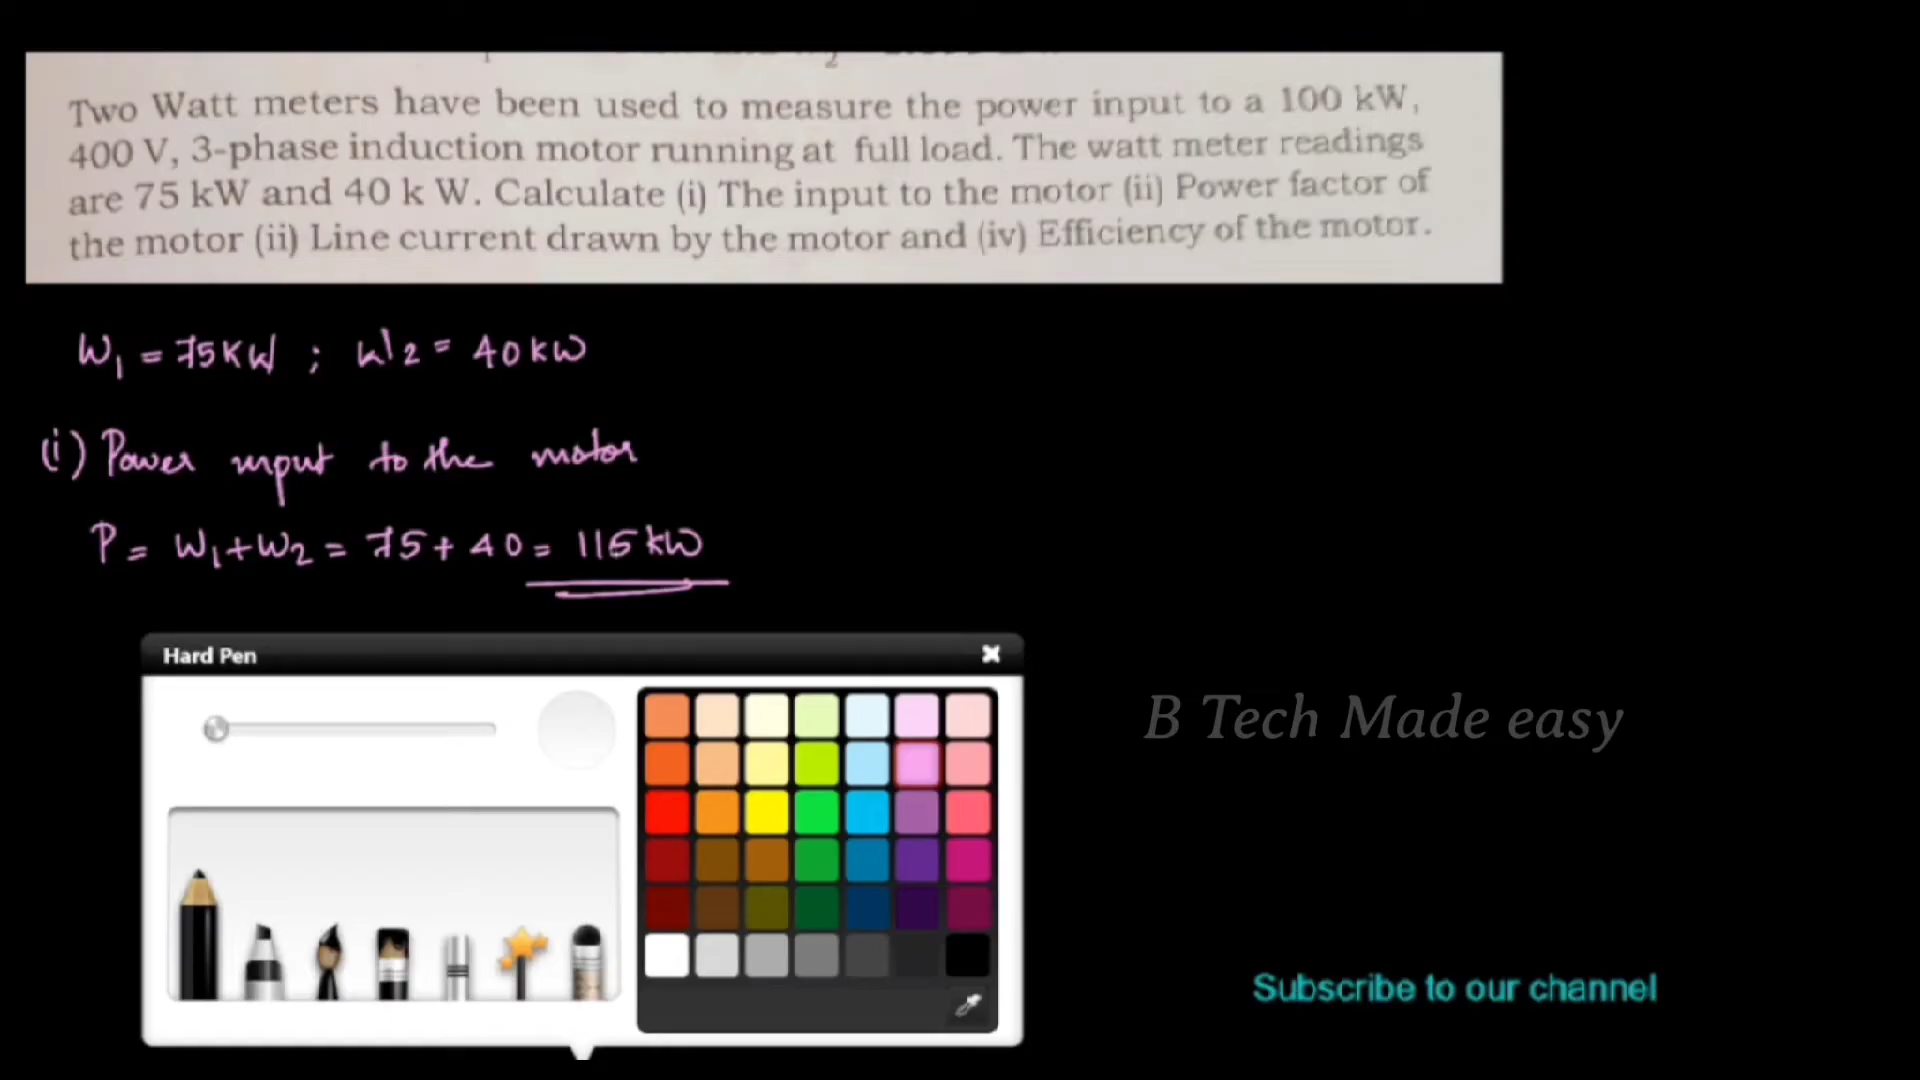 Two Watt meters have been used to measure the power input to a 100 kW,
400 V, 3-phase induction motor running at full load. The watt meter readings
are 75 kW and 40 k W. Calculate (i) The input to the motor (ii) Power factor of
the motor (ii) Line current drawn by the motor and (iv) Efficiency of the motor.
W1 = 75KW ; W2 = 40kW
(i) Power input to the motor
P = W1+W2 = 75+40 = 115kW
Hard Pen
B Tech Made easy
Subscribe to our channel